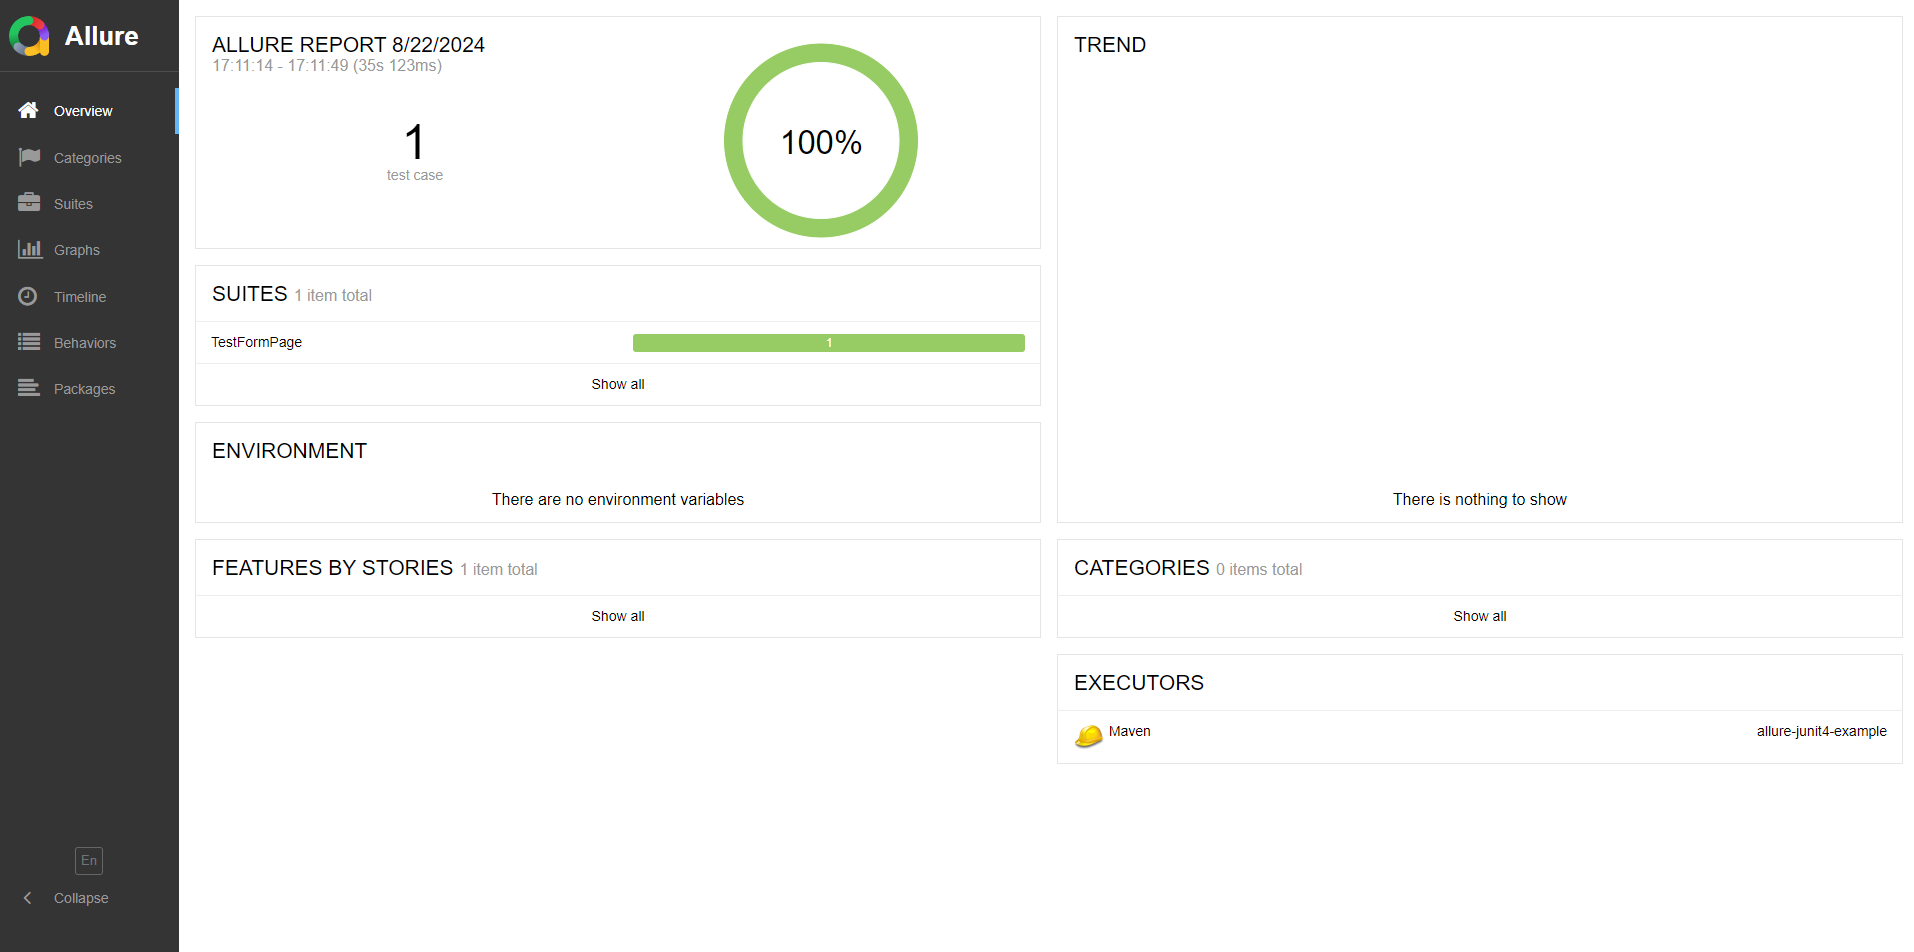 Allure
Overview
Categories
Suites
Graphs
Timeline
Behaviors
Packages
En
Collapse
ALLURE REPORT 8/22/2024
17:11:14 - 17:11:49 (35s 123ms)
1
test case
100%
SUITES 1 item total
TestFormPage 1
Show all
ENVIRONMENT
There are no environment variables
FEATURES BY STORIES 1 item total
Show all
TREND
There is nothing to show
CATEGORIES 0 items total
Show all
EXECUTORS
Maven allure-junit4-example